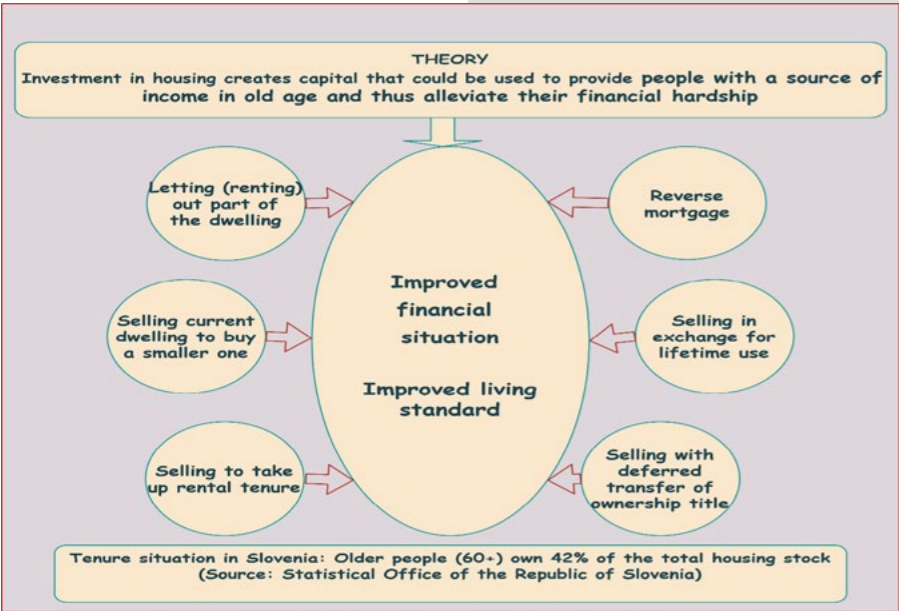 THEORY
Investment in housing creates capital that could be used to provide people with a source of
income in old age and thus alleviate their financial hardship
Letting (renting)
out part of
the dwelling
Reverse
mortgage
Improved
financial
situation
Improved living
standard
Selling current
dwelling to buy
a smaller one
Selling in
exchange for
lifetime use
Selling to take
up rental tenure
Selling with
deferred
transfer of
ownership title
Tenure situation in Slovenia: Older people (60+) own 42% of the total housing stock
(Source: Statistical Office of the Republic of Slovenia)